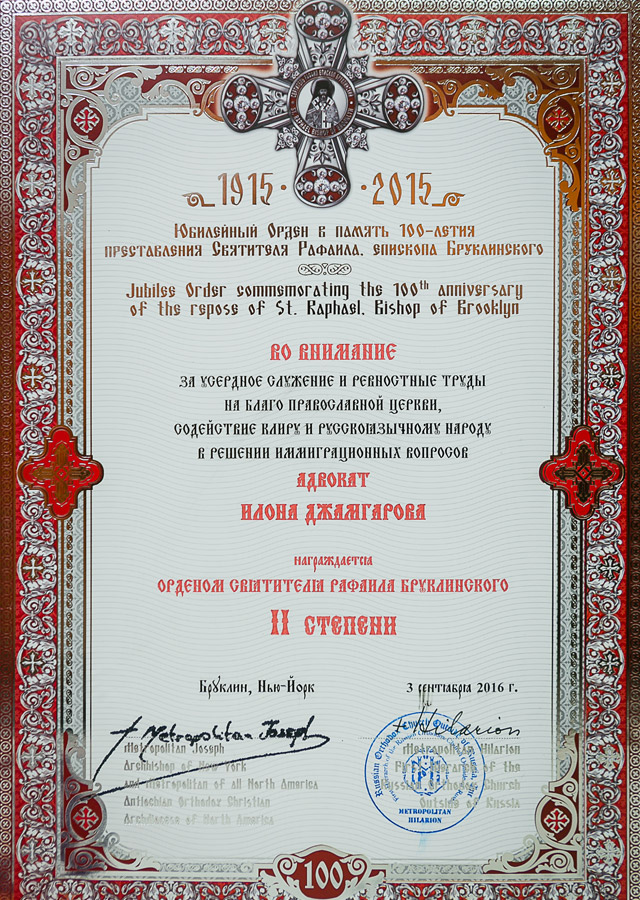 1915 · 2015
Юбилейный Орден в память 100-летия
преставления Святителя Рафаила, епископа Бруклинского
Jubilee Order commemorating the 100th anniversary
of the repose of St. Raphael, Bishop of Brooklyn
ВО ВНИМАНИЕ
ЗА УСЕРДНОЕ СЛУЖЕНИЕ И РЕВНОСТНЫЕ ТРУДЫ
НА БЛАГО ПРАВОСЛАВНОЙ ЦЕРКВИ,
СОДЕЙСТВИЕ КЛИРУ И РУССКОЯЗЫЧНОМУ НАРОДУ
В РЕШЕНИИ ИММИГРАЦИОННЫХ ВОПРОСОВ
АДВОКАТ
ИЛОНА ДЖАМГАРОВА
НАГРАЖДАЕТСЯ
ОРДЕНОМ СВЯТИТЕЛЯ РАФАИЛА БРУКЛИНСКОГО
II СТЕПЕНИ
Бруклин, Нью-Йорк
3 сентября 2016 г.
+ Metropolitan Joseph
Metropolitan Joseph
Archbishop of New York
and Metropolitan of all North America
Antiochian Orthodox Christian
Archdiocese of North America
+ Hilarion
Metropolitan Hilarion
First Hierarch of the
Russian Orthodox Church
Outside of Russia
METROPOLITAN
HILARION
100